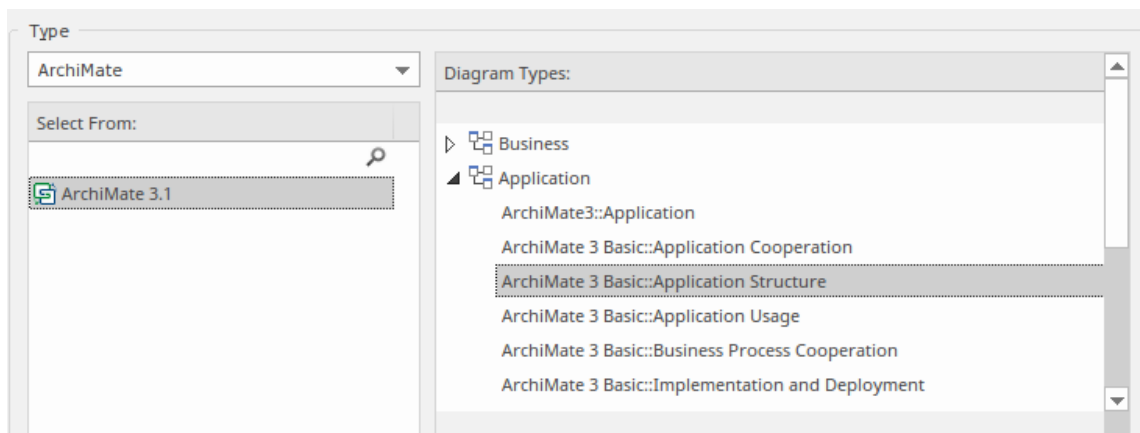 Type
ArchiMate
Select From:
ArchiMate 3.1
Diagram Types:
Business
Application
ArchiMate3::Application
ArchiMate 3 Basic::Application Cooperation
ArchiMate 3 Basic::Application Structure
ArchiMate 3 Basic::Application Usage
ArchiMate 3 Basic::Business Process Cooperation
ArchiMate 3 Basic::Implementation and Deployment